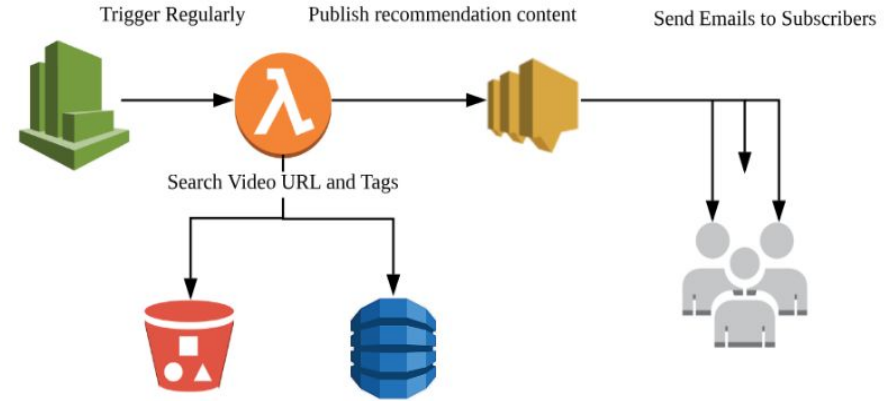 Trigger Regularly
Publish recommendation content
Send Emails to Subscribers
Search Video URL and Tags